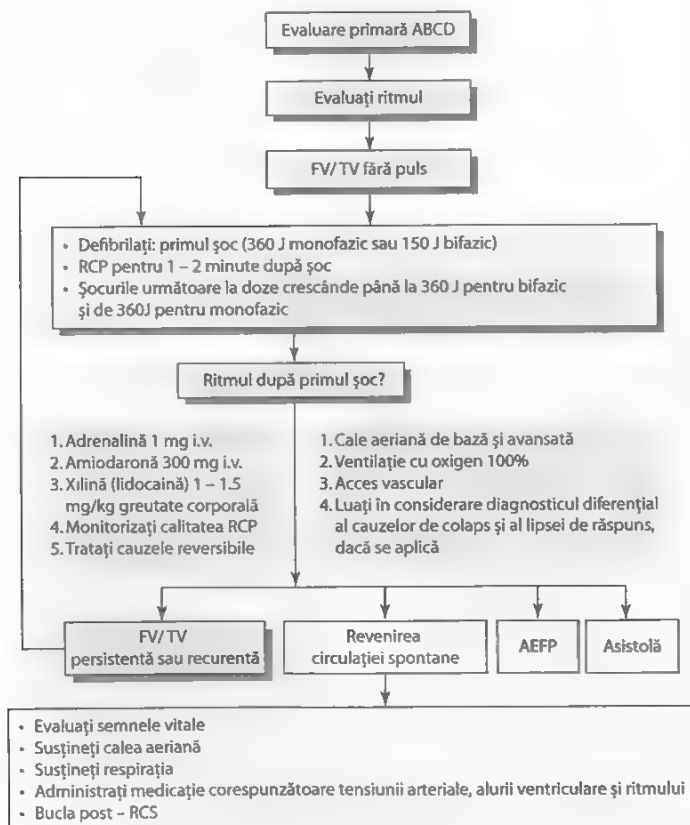 Evaluare primară ABCD
Evaluați ritmul
FV/TV fără puls
• Defibrilați: primul șoc (360 J monofazic sau 150 J bifazic)
• RCP pentru 1 – 2 minute după șoc
• Șocurile următoare la doze crescânde până la 360 J pentru bifazic
și de 360J pentru monofazic
Ritmul după primul șoc?
1. Adrenalină 1 mg i.v.
2. Amiodaronă 300 mg i.v.
3. Xilină (lidocaină) 1 – 1.5
mg/kg greutate corporală
4. Monitorizați calitatea RCP
5. Tratați cauzele reversibile
1. Cale aeriană de bază și avansată
2. Ventilație cu oxigen 100%
3. Acces vascular
4. Luați în considerare diagnosticul diferențial
al cauzelor de colaps și al lipsei de răspuns,
dacă se aplică
FV/TV
persistentă sau recurentă
Revenirea
circulației spontane
AEFP
Asistolă
• Evaluați semnele vitale
• Susțineți calea aeriană
• Susțineți respirația
• Administrați medicație corespunzătoare tensiunii arteriale, alurii ventriculare și ritmului
• Bucla post – RCS